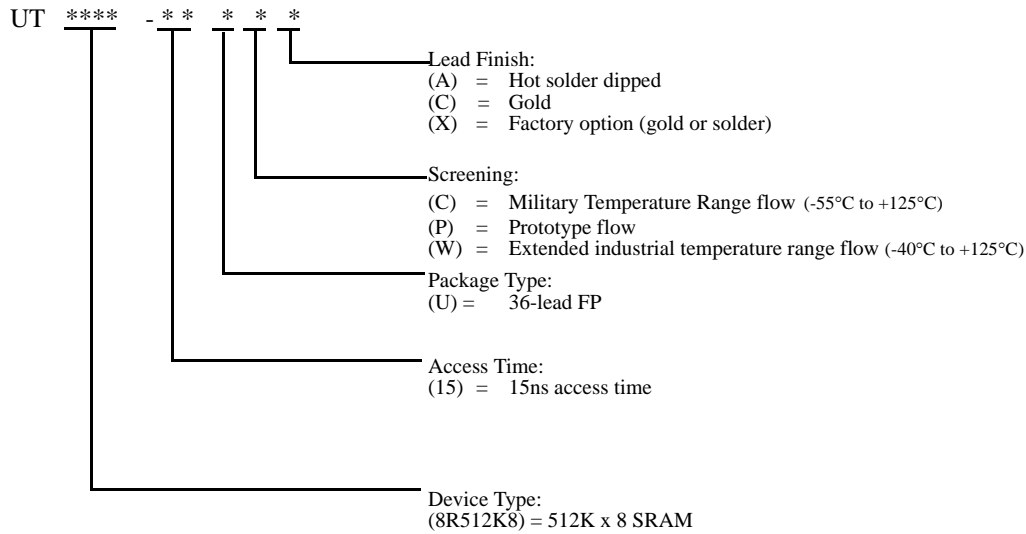 UT **** - * * * * *
Lead Finish:
(A) = Hot solder dipped
(C) = Gold
(X) = Factory option (gold or solder)
Screening:
(C) = Military Temperature Range flow (-55°C to +125°C)
(P) = Prototype flow
(W) = Extended industrial temperature range flow (-40°C to +125°C)
Package Type:
(U) = 36-lead FP
Access Time:
(15) = 15ns access time
Device Type:
(8R512K8) = 512K x 8 SRAM